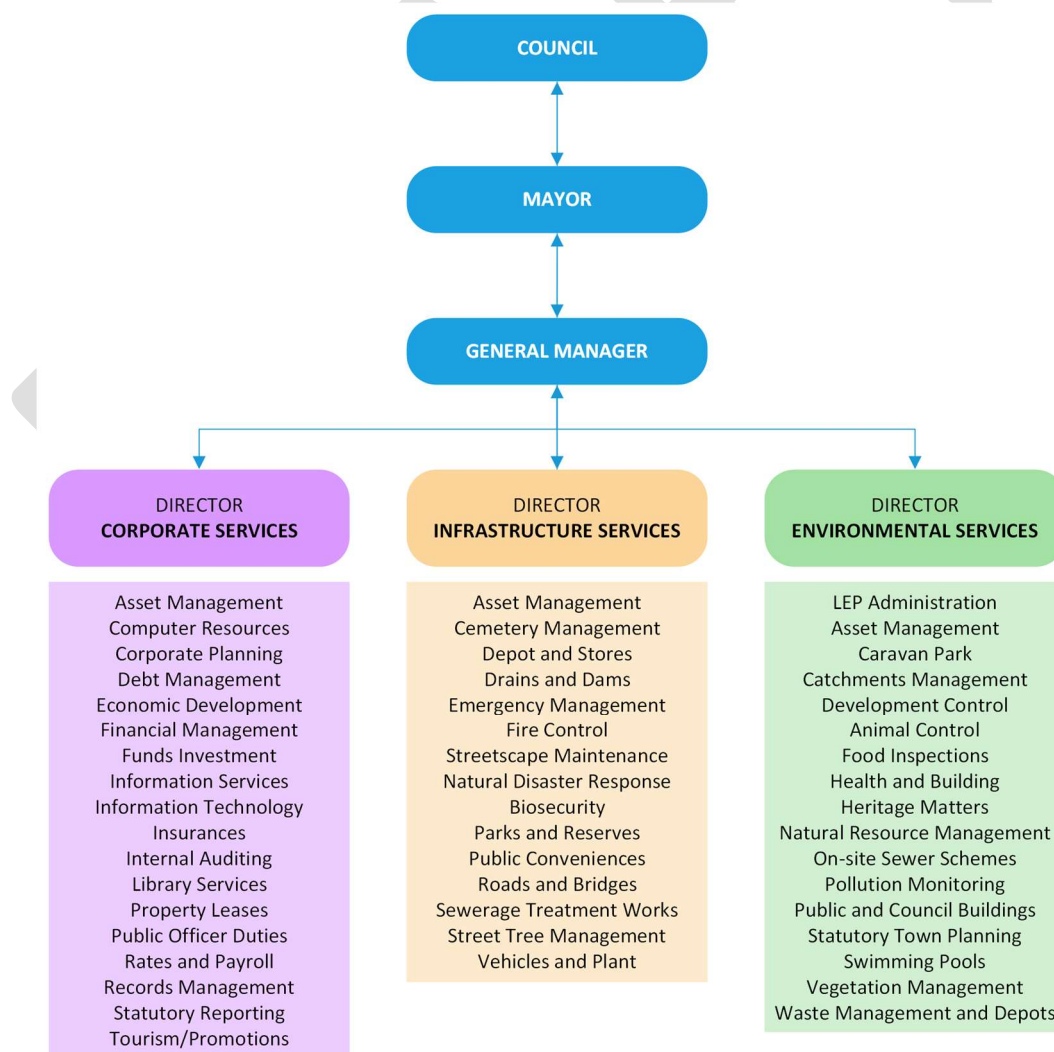 COUNCIL
MAYOR
GENERAL MANAGER
DIRECTOR
CORPORATE SERVICES
Asset Management
Computer Resources
Corporate Planning
Debt Management
Economic Development
Financial Management
Funds Investment
Information Services
Information Technology
Insurances
Internal Auditing
Library Services
Property Leases
Public Officer Duties
Rates and Payroll
Records Management
Statutory Reporting
Tourism/Promotions
DIRECTOR
INFRASTRUCTURE SERVICES
Asset Management
Cemetery Management
Depot and Stores
Drains and Dams
Emergency Management
Fire Control
Streetscape Maintenance
Natural Disaster Response
Biosecurity
Parks and Reserves
Public Conveniences
Roads and Bridges
Sewerage Treatment Works
Street Tree Management
Vehicles and Plant
DIRECTOR
ENVIRONMENTAL SERVICES
LEP Administration
Asset Management
Caravan Park
Catchments Management
Development Control
Animal Control
Food Inspections
Health and Building
Heritage Matters
Natural Resource Management
On-site Sewer Schemes
Pollution Monitoring
Public and Council Buildings
Statutory Town Planning
Swimming Pools
Vegetation Management
Waste Management and Depots